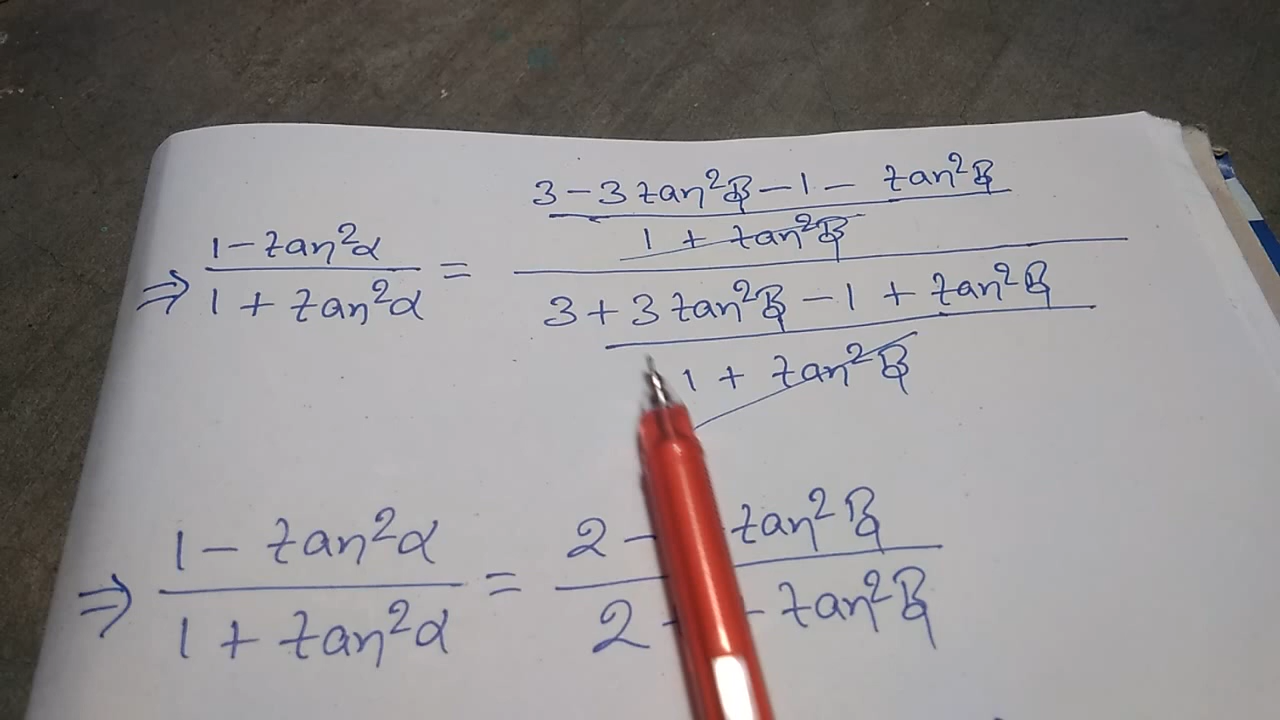 3 - 3 tan²β - 1 - tan²β
1 + tan²β
⇒ 1 - tan²α / 1 + tan²α =
3 + 3 tan²β - 1 + tan²β
1 + tan²β
1 - tan²α = 2 - tan²β
⇒ 1 + tan²α 2 - tan²β